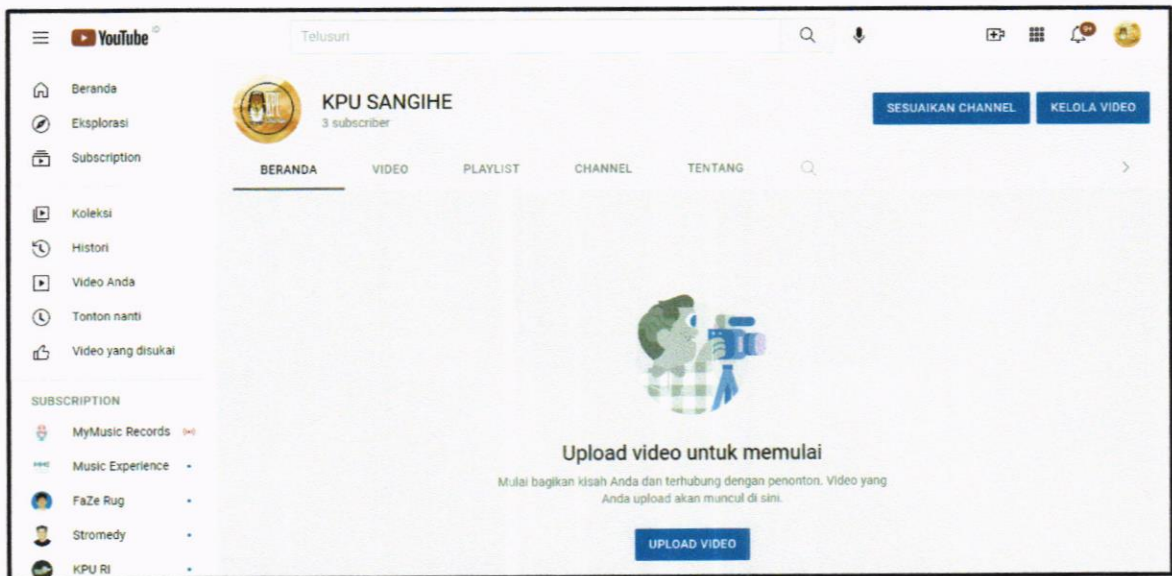 YouTube ID
Telusuri
9+
Beranda
Eksplorasi
Subscription
Koleksi
Histori
Video Anda
Tonton nanti
Video yang disukai
SUBSCRIPTION
MyMusic Records
Music Experience
FaZe Rug
Stromedy
KPU RI
KPU SANGIHE
3 subscriber
SESUAIKAN CHANNEL
KELOLA VIDEO
BERANDA VIDEO PLAYLIST CHANNEL TENTANG
Upload video untuk memulai
Mulai bagikan kisah Anda dan terhubung dengan penonton. Video yang
Anda upload akan muncul di sini.
UPLOAD VIDEO